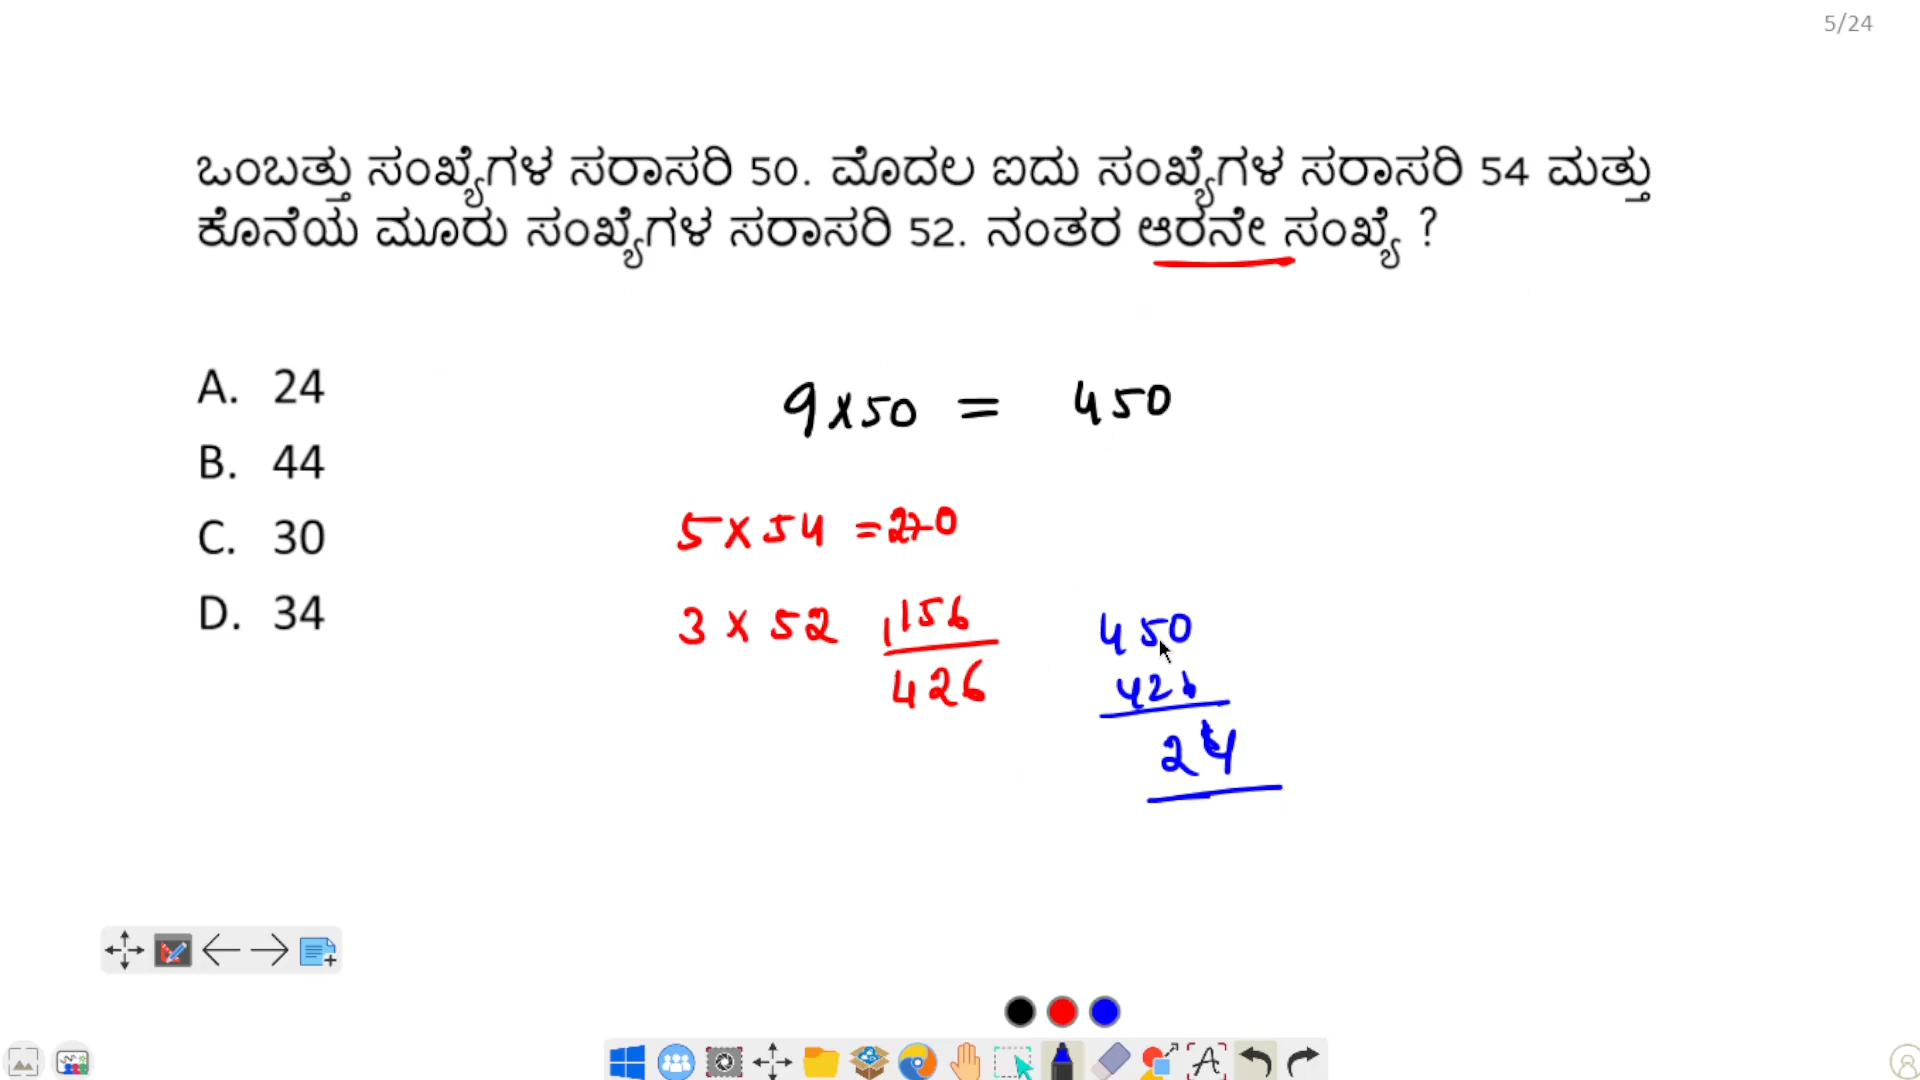 5/24
ಒಂಬತ್ತು ಸಂಖ್ಯೆಗಳ ಸರಾಸರಿ 50. ಮೊದಲ ಐದು ಸಂಖ್ಯೆಗಳ ಸರಾಸರಿ 54 ಮತ್ತು
ಕೊನೆಯ ಮೂರು ಸಂಖ್ಯೆಗಳ ಸರಾಸರಿ 52. ನಂತರ ಆರನೇ ಸಂಖ್ಯೆ ?
A. 24
B. 44
C. 30
D. 34
9x50 = 450
5x54 =270
3 x 52 156
426
450
426
24